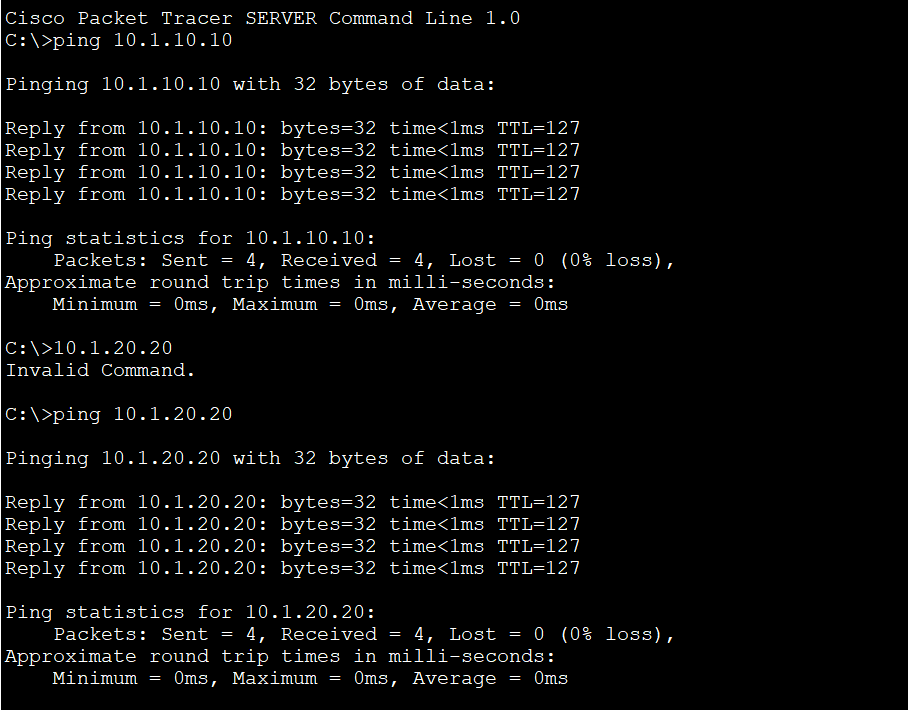 Cisco Packet Tracer SERVER Command Line 1.0
C:\>ping 10.1.10.10
Pinging 10.1.10.10 with 32 bytes of data:
Reply from 10.1.10.10: bytes=32 time<1ms TTL=127
Reply from 10.1.10.10: bytes=32 time<1ms TTL=127
Reply from 10.1.10.10: bytes=32 time<1ms TTL=127
Reply from 10.1.10.10: bytes=32 time<1ms TTL=127
Ping statistics for 10.1.10.10:
    Packets: Sent = 4, Received = 4, Lost = 0 (0% loss),
Approximate round trip times in milli-seconds:
    Minimum = 0ms, Maximum = 0ms, Average = 0ms
C:\>10.1.20.20
Invalid Command.
C:\>ping 10.1.20.20
Pinging 10.1.20.20 with 32 bytes of data:
Reply from 10.1.20.20: bytes=32 time<1ms TTL=127
Reply from 10.1.20.20: bytes=32 time<1ms TTL=127
Reply from 10.1.20.20: bytes=32 time<1ms TTL=127
Reply from 10.1.20.20: bytes=32 time<1ms TTL=127
Ping statistics for 10.1.20.20:
    Packets: Sent = 4, Received = 4, Lost = 0 (0% loss),
Approximate round trip times in milli-seconds:
    Minimum = 0ms, Maximum = 0ms, Average = 0ms